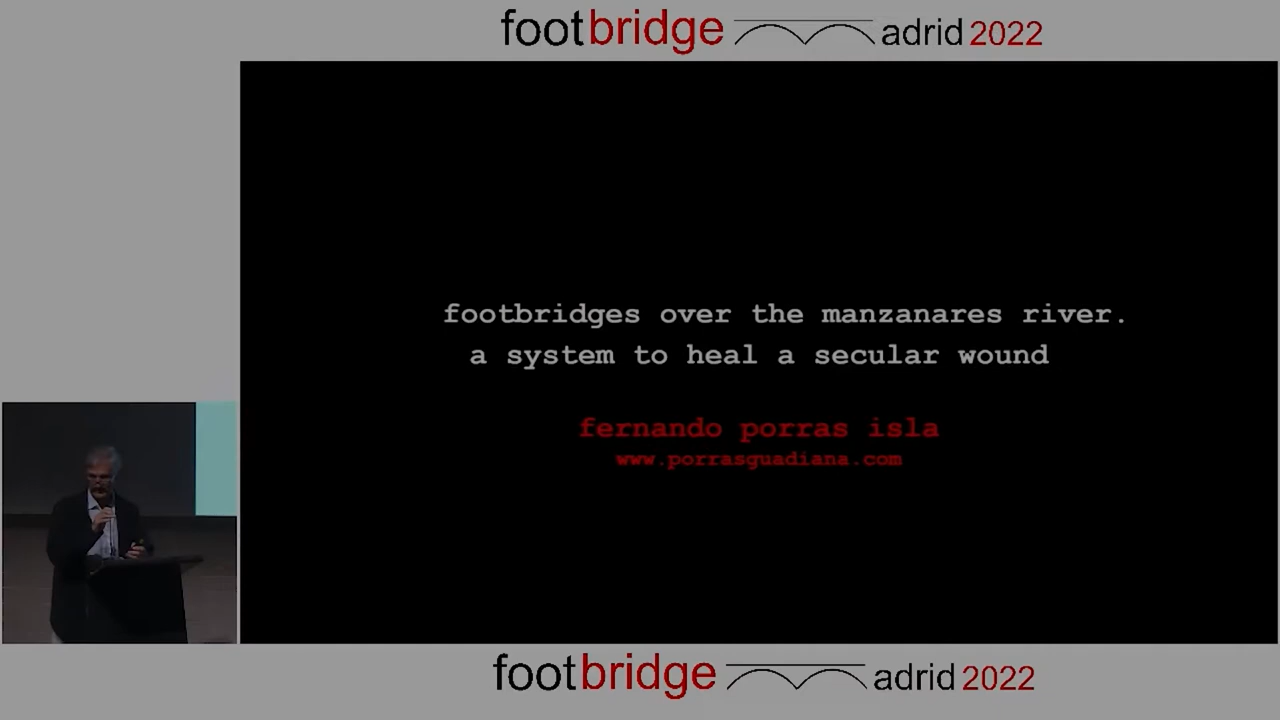 footbridge adrid 2022
footbridges over the manzanares river.
a system to heal a secular wound
fernando porras isla
www.porrasguadiana.com
footbridge adrid 2022